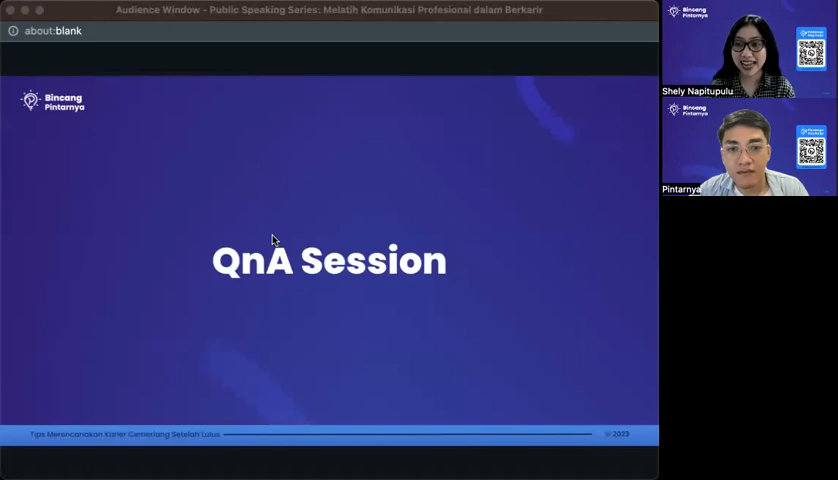 Audience Window - Public Speaking Series: Melatih Komunikasi Profesional dalam Berkarir
about:blank
Bincang
Pintarnya
QnA Session
Tips Merencanakan Karier Cemerlang Setelah Lulus
2023
Bincang
Pintarnya
Shely Napitupulu
Bincang
Pintarnya
Pintarnya